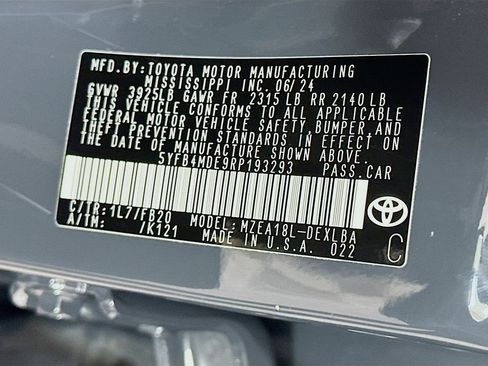 MFD.BY:TOYOTA MOTOR MANUFACTURING
MISSISSIPPI INC. 06/24
GVWR 3925LB GAWR FR 2315 LB RR 2140 LB
THIS VEHICLE CONFORMS TO ALL APPLICABLE
FEDERAL MOTOR VEHICLE SAFETY, BUMPER, AND
THEFT PREVENTION STANDARDS IN EFFECT ON
THE DATE OF MANUFACTURE SHOWN ABOVE.
5YFB4MDE9RP193293 PASS.CAR
C/TR: 1L7/FB20 MODEL: MZEA18L-DEXLBA
A/TM: /K121 MADE IN U.S.A. 022 C